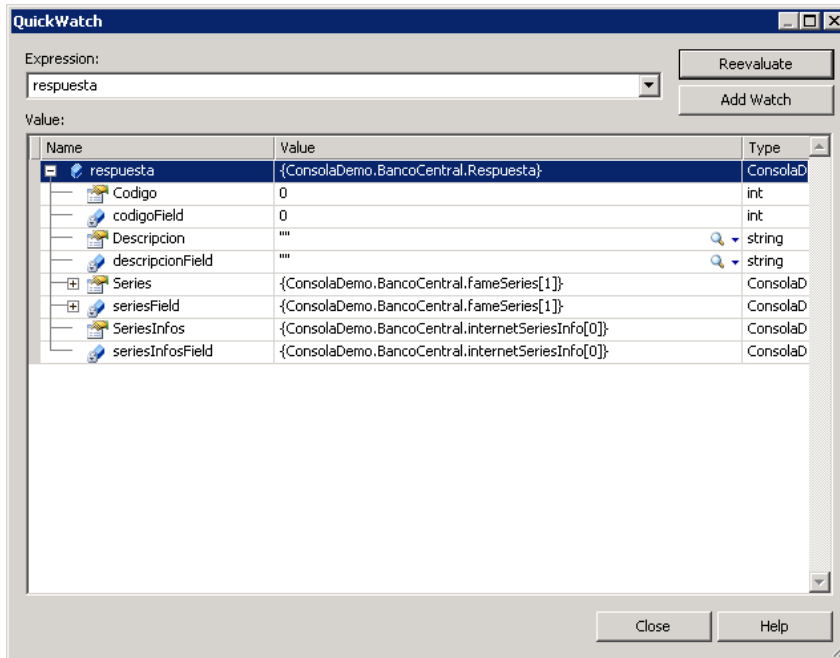 QuickWatch
Expression:
respuesta
Reevaluate
Add Watch
Value:
Name Value Type
respuesta {ConsolaDemo.BancoCentral.Respuesta} ConsolaD
Codigo 0 int
codigoField 0 int
Descripcion "" string
descripcionField "" string
Series {ConsolaDemo.BancoCentral.fameSeries[1]} ConsolaD
seriesField {ConsolaDemo.BancoCentral.fameSeries[1]} ConsolaD
SeriesInfos {ConsolaDemo.BancoCentral.internetSeriesInfo[0]} ConsolaD
seriesInfosField {ConsolaDemo.BancoCentral.internetSeriesInfo[0]} ConsolaD
Close Help